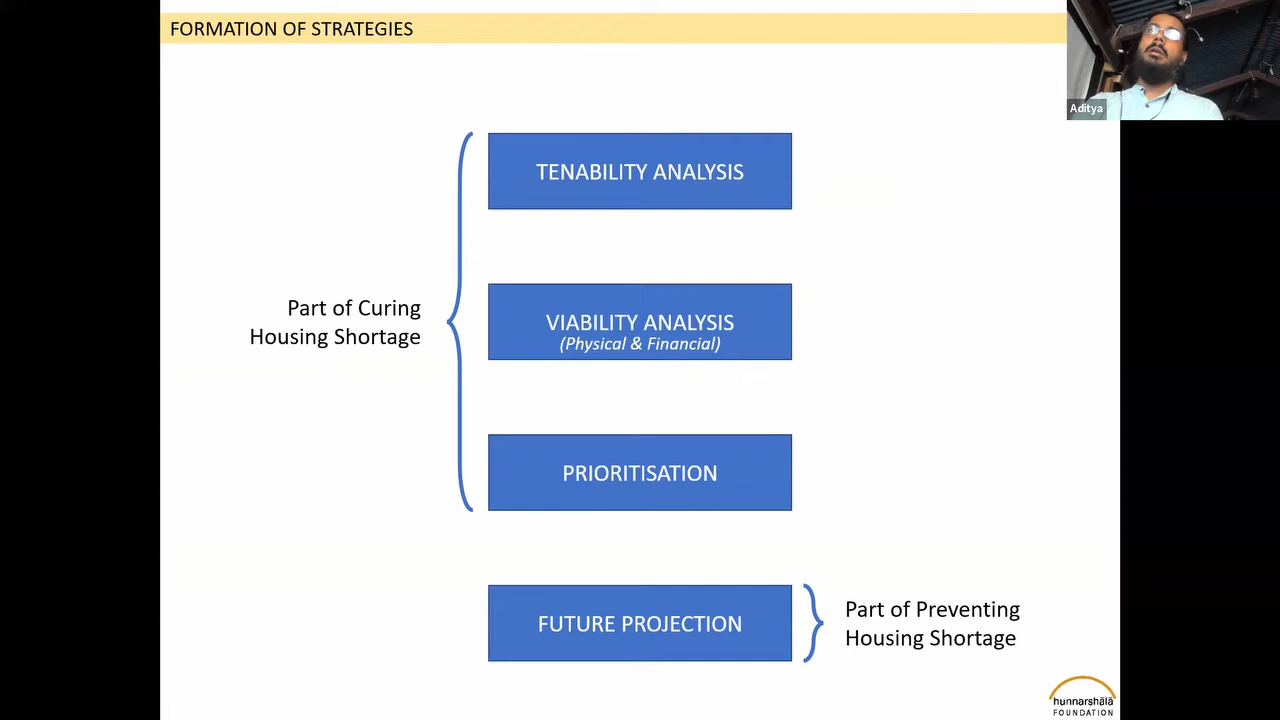 FORMATION OF STRATEGIES
Aditya
TENABILITY ANALYSIS
Part of Curing
Housing Shortage
VIABILITY ANALYSIS
(Physical & Financial)
PRIORITISATION
FUTURE PROJECTION
Part of Preventing
Housing Shortage
hunnarshālā
FOUNDATION